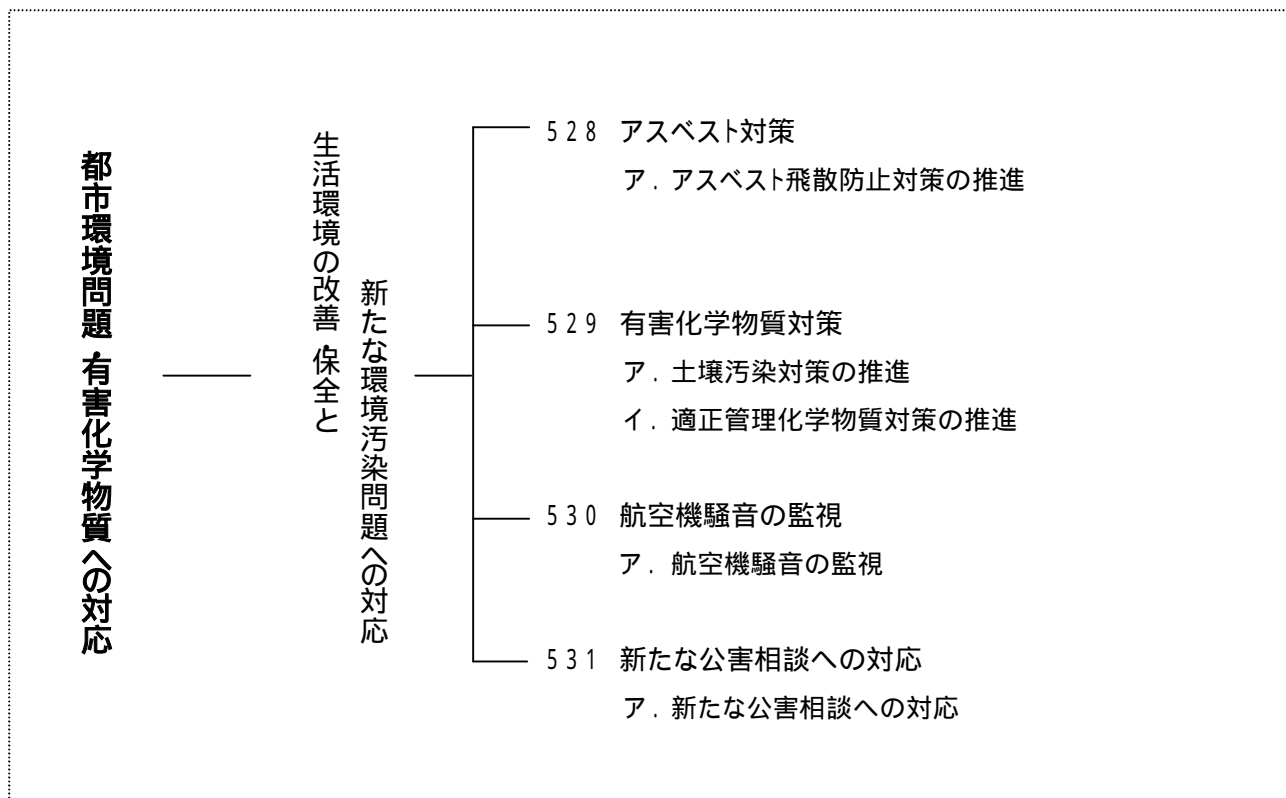 都市環境問題・有害化学物質への対応
生活環境の改善・保全と
新たな環境汚染問題への対応
528 アスベスト対策
ア．アスベスト飛散防止対策の推進
529 有害化学物質対策
ア．土壌汚染対策の推進
イ．適正管理化学物質対策の推進
530 航空機騒音の監視
ア．航空機騒音の監視
531 新たな公害相談への対応
ア．新たな公害相談への対応